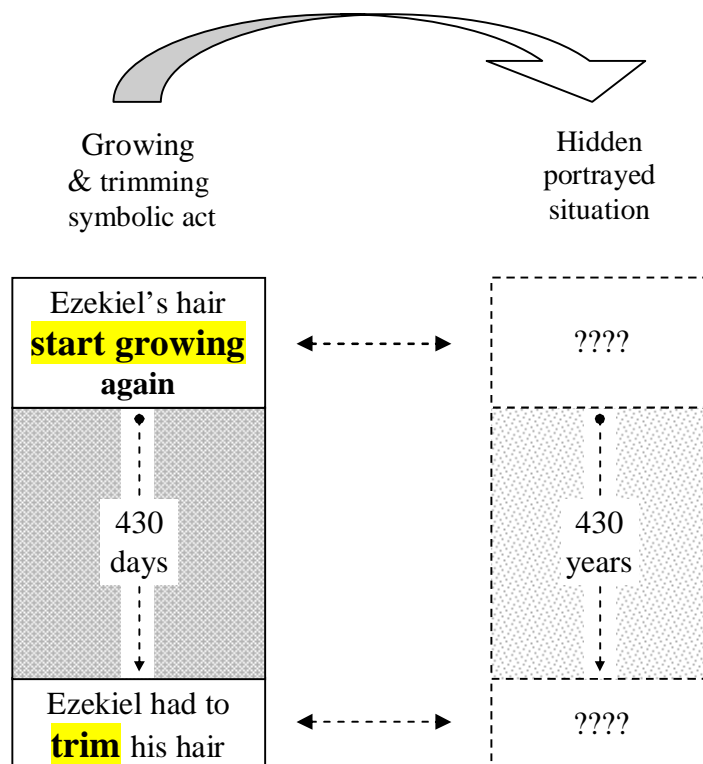 Growing
& trimming
symbolic act
Hidden
portrayed
situation
Ezekiel’s hair
start growing
again
????
430
days
430
years
Ezekiel had to
trim his hair
????